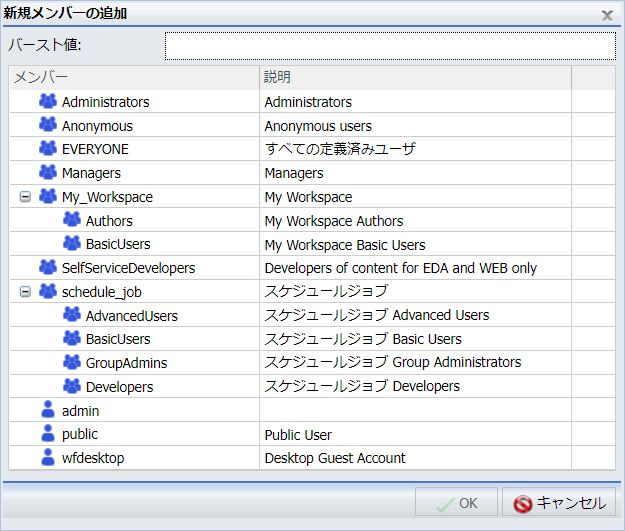 新規メンバーの追加
バースト値:
メンバー 説明
Administrators Administrators
Anonymous Anonymous users
EVERYONE すべての定義済みユーザ
Managers Managers
My_Workspace My Workspace
Authors My Workspace Authors
BasicUsers My Workspace Basic Users
SelfServiceDevelopers Developers of content for EDA and WEB only
schedule_job スケジュールジョブ
AdvancedUsers スケジュールジョブ Advanced Users
BasicUsers スケジュールジョブ Basic Users
GroupAdmins スケジュールジョブ Group Administrators
Developers スケジュールジョブ Developers
admin
public Public User
wfdesktop Desktop Guest Account
OK キャンセル